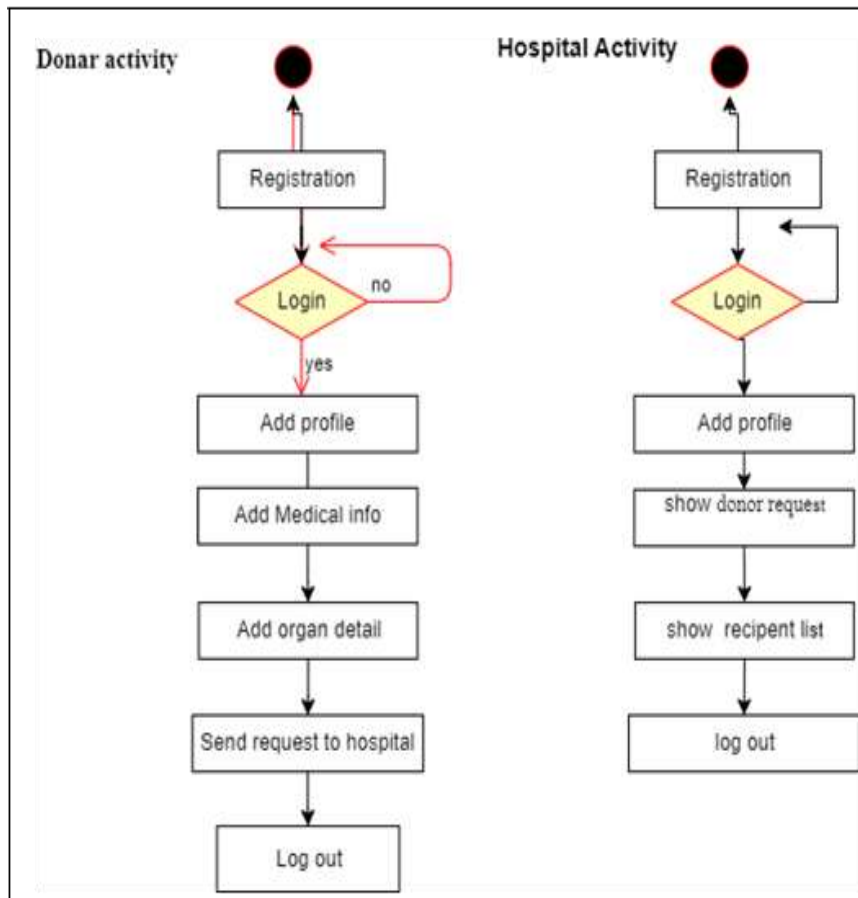 Donar activity
Registration
Login
no
yes
Add profile
Add Medical info
Add organ detail
Send request to hospital
Log out
Hospital Activity
Registration
Login
Add profile
show donor request
show recipent list
log out